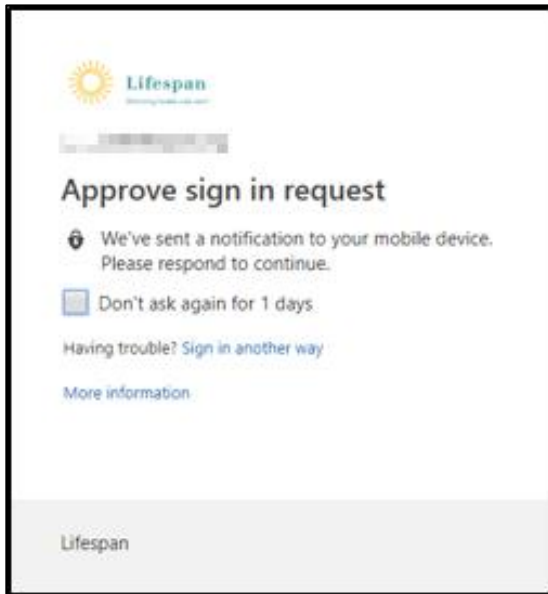 Lifespan
Approve sign in request
We've sent a notification to your mobile device.
Please respond to continue.
Don't ask again for 1 days
Having trouble? Sign in another way
More information
Lifespan